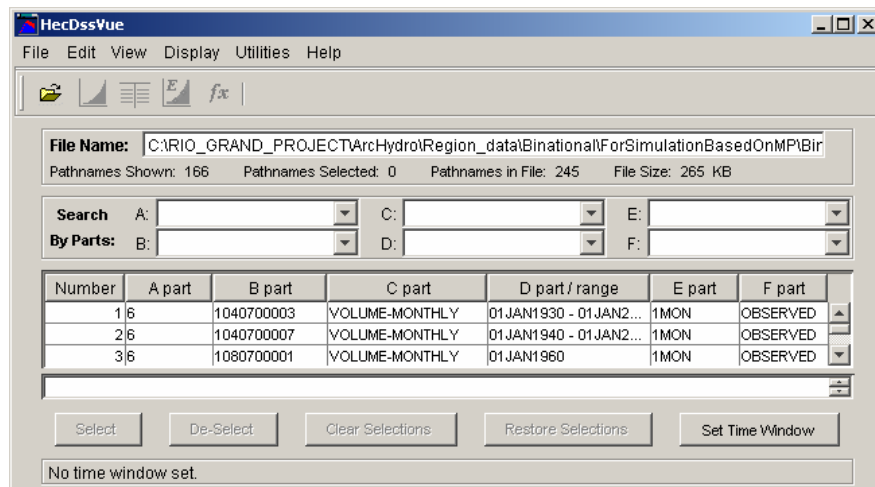 HecDssVue
File Edit View Display Utilities Help
E fx
File Name: C:\RIO_GRAND_PROJECT\ArcHydro\Region_data\Binational\ForSimulationBasedOnMP\Bir
Pathnames Shown: 166 Pathnames Selected: 0 Pathnames in File: 245 File Size: 265 KB
Search A: C: E:
By Parts: B: D: F:
Number A part B part C part D part / range E part F part
1 6 1040700003 VOLUME-MONTHLY 01JAN1930 - 01JAN2... 1MON OBSERVED
2 6 1040700007 VOLUME-MONTHLY 01JAN1940 - 01JAN2... 1MON OBSERVED
3 6 1080700001 VOLUME-MONTHLY 01JAN1960 1MON OBSERVED
Select De-Select Clear Selections Restore Selections Set Time Window
No time window set.